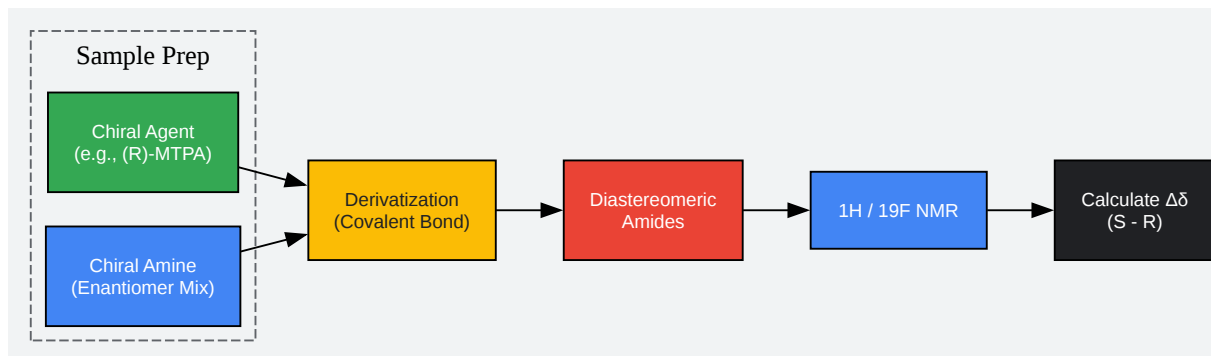 Sample Prep
Chiral Agent
(e.g., (R)-MTPA)
Chiral Amine
(Enantiomer Mix)
Derivatization
(Covalent Bond)
Diastereomeric
Amides
1H / 19F NMR
Calculate Δδ
(S - R)